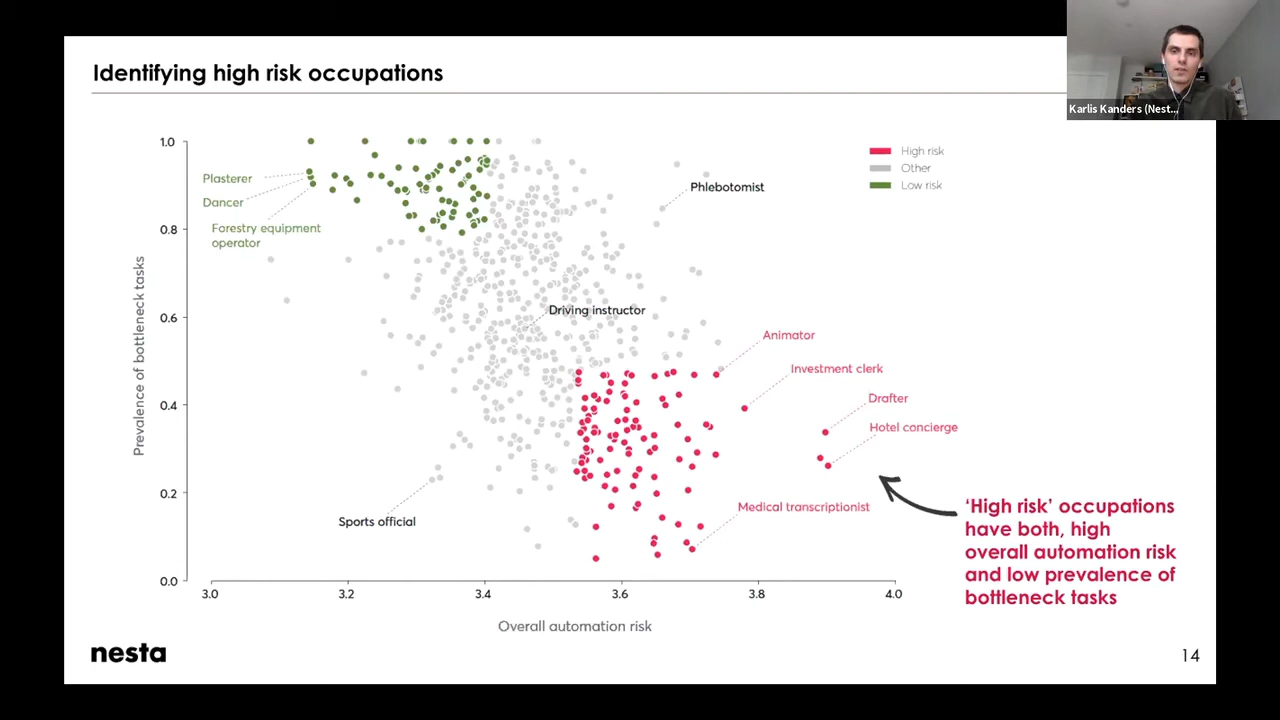 Identifying high risk occupations
Karlis Kanders (Nest...
1.0
0.8
0.6
0.4
0.2
0.0
Prevalence of bottleneck tasks
3.0
3.2
3.4
3.6
3.8
4.0
Overall automation risk
High risk
Other
Low risk
Plasterer
Dancer
Forestry equipment
operator
Phlebotomist
Driving instructor
Animator
Investment clerk
Drafter
Hotel concierge
Medical transcriptionist
Sports official
‘High risk’ occupations
have both, high
overall automation risk
and low prevalence of
bottleneck tasks
nesta
14